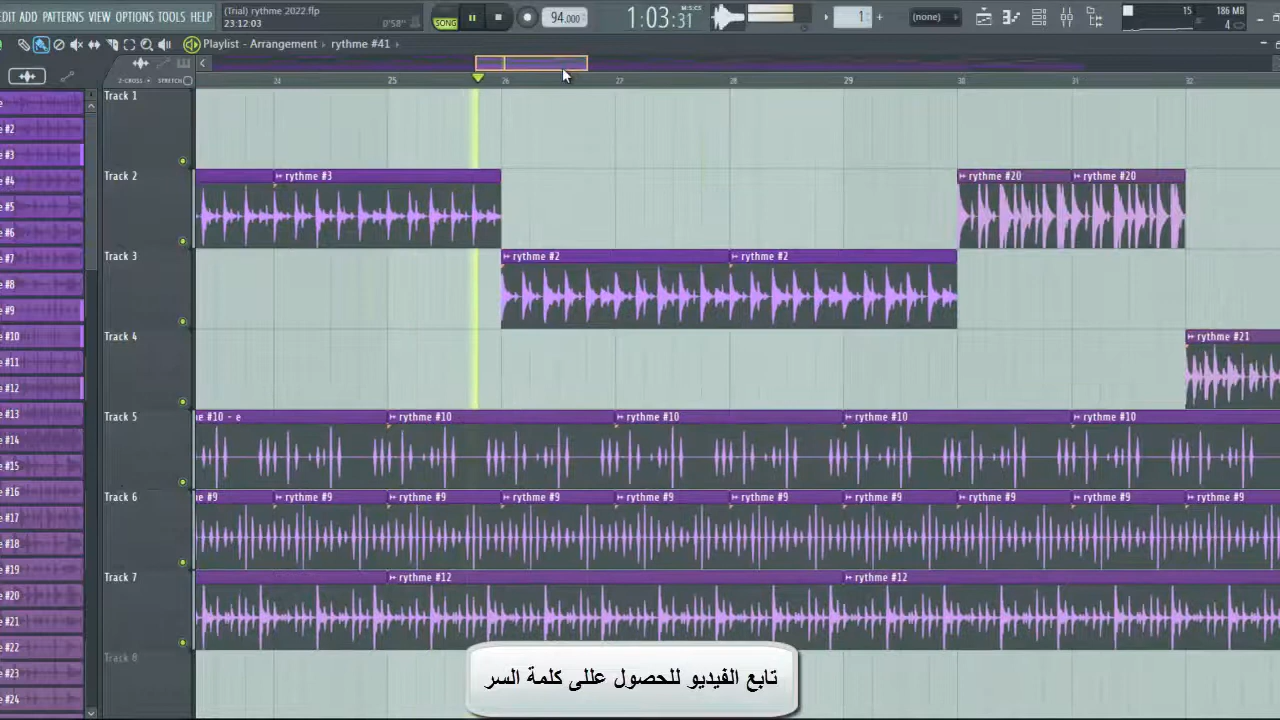 EDIT ADD PATTERNS VIEW OPTIONS TOOLS HELP
(Trial) rythme 2022.flp
23:12:03
0'58"
SONG
94.000
1:03:31
M:S:CS
1
(none)
15
186 MB
4
Playlist - Arrangement › rythme #41 ›
Z-CROSS
STRETCH
24 25 26 27 28 29 30 31 32
e
e #2
e #3
e #4
e #5
e #6
e #7
e #8
e #9
e #10
e #11
e #12
e #13
e #14
e #15
e #16
e #17
e #18
e #19
e #20
e #21
e #22
e #23
e #24
Track 1
Track 2
rythme #3
rythme #20
rythme #20
Track 3
rythme #2
rythme #2
Track 4
rythme #21
Track 5
me #10 - e
rythme #10
rythme #10
rythme #10
rythme #10
Track 6
me #9
rythme #9
rythme #9
rythme #9
rythme #9
rythme #9
rythme #9
rythme #9
rythme #9
rythme #9
Track 7
rythme #12
rythme #12
Track 8
تابع الفيديو للحصول عللى كلمة السر